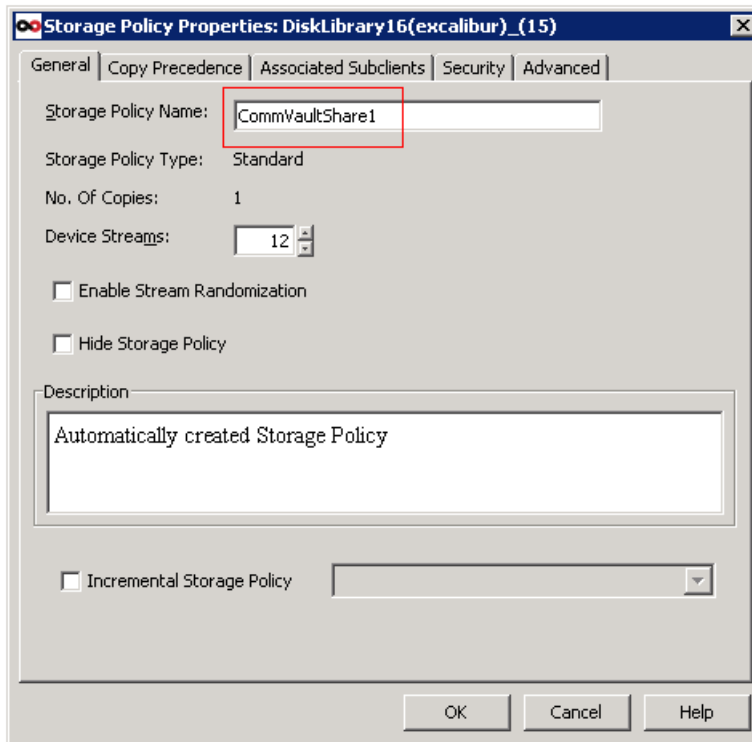 Storage Policy Properties: DiskLibrary16(excalibur)_(15)
General Copy Precedence Associated Subclients Security Advanced
Storage Policy Name: CommVaultShare1
Storage Policy Type: Standard
No. Of Copies: 1
Device Streams: 12
Enable Stream Randomization
Hide Storage Policy
Description
Automatically created Storage Policy
Incremental Storage Policy
OK Cancel Help